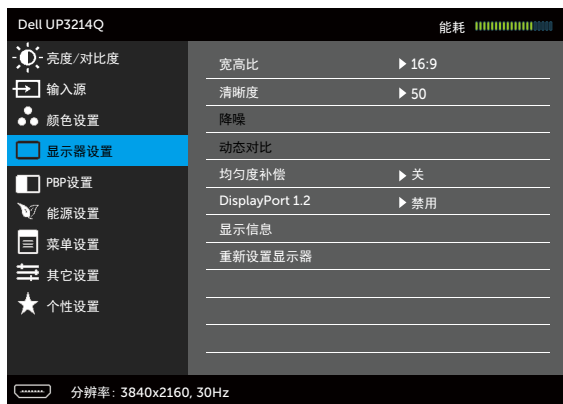 Dell UP3214Q
能耗
亮度/对比度
输入源
颜色设置
显示器设置
PBP设置
能源设置
菜单设置
其它设置
个性设置
宽高比 16:9
清晰度 50
降噪
动态对比
均匀度补偿 关
DisplayPort 1.2 禁用
显示信息
重新设置显示器
分辨率: 3840x2160, 30Hz